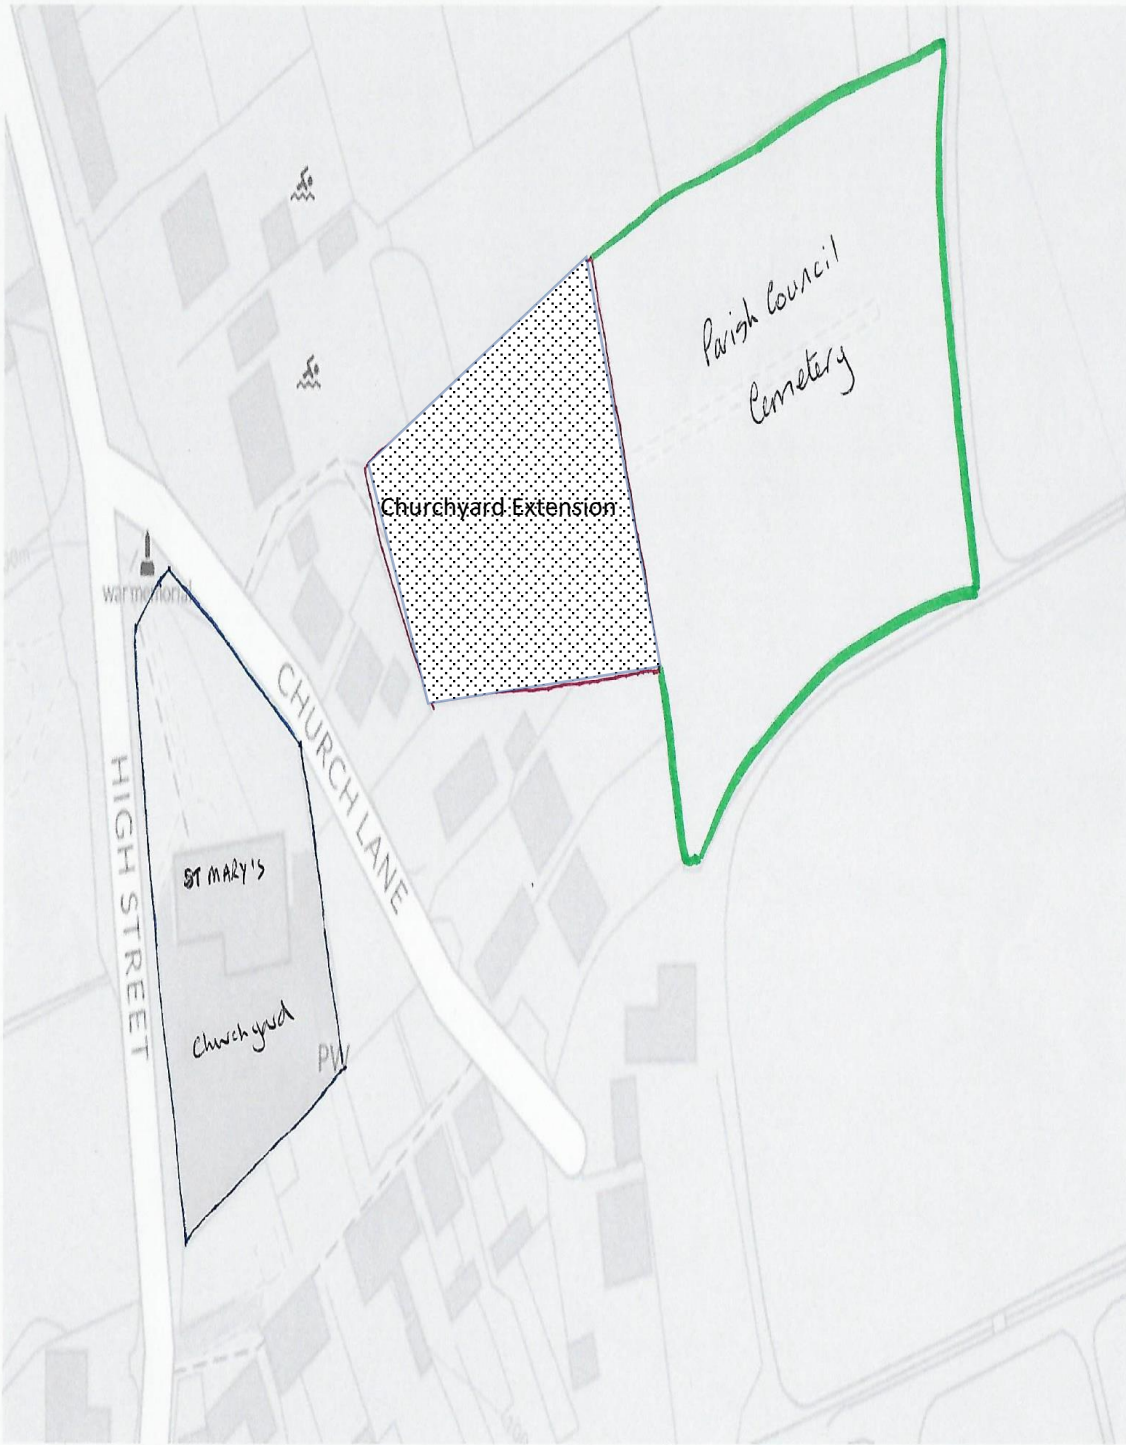 Parish Council
Cemetery
Churchyard Extension
war memorial
CHURCH LANE
HIGH STREET
ST MARY'S
Churchyard
PW